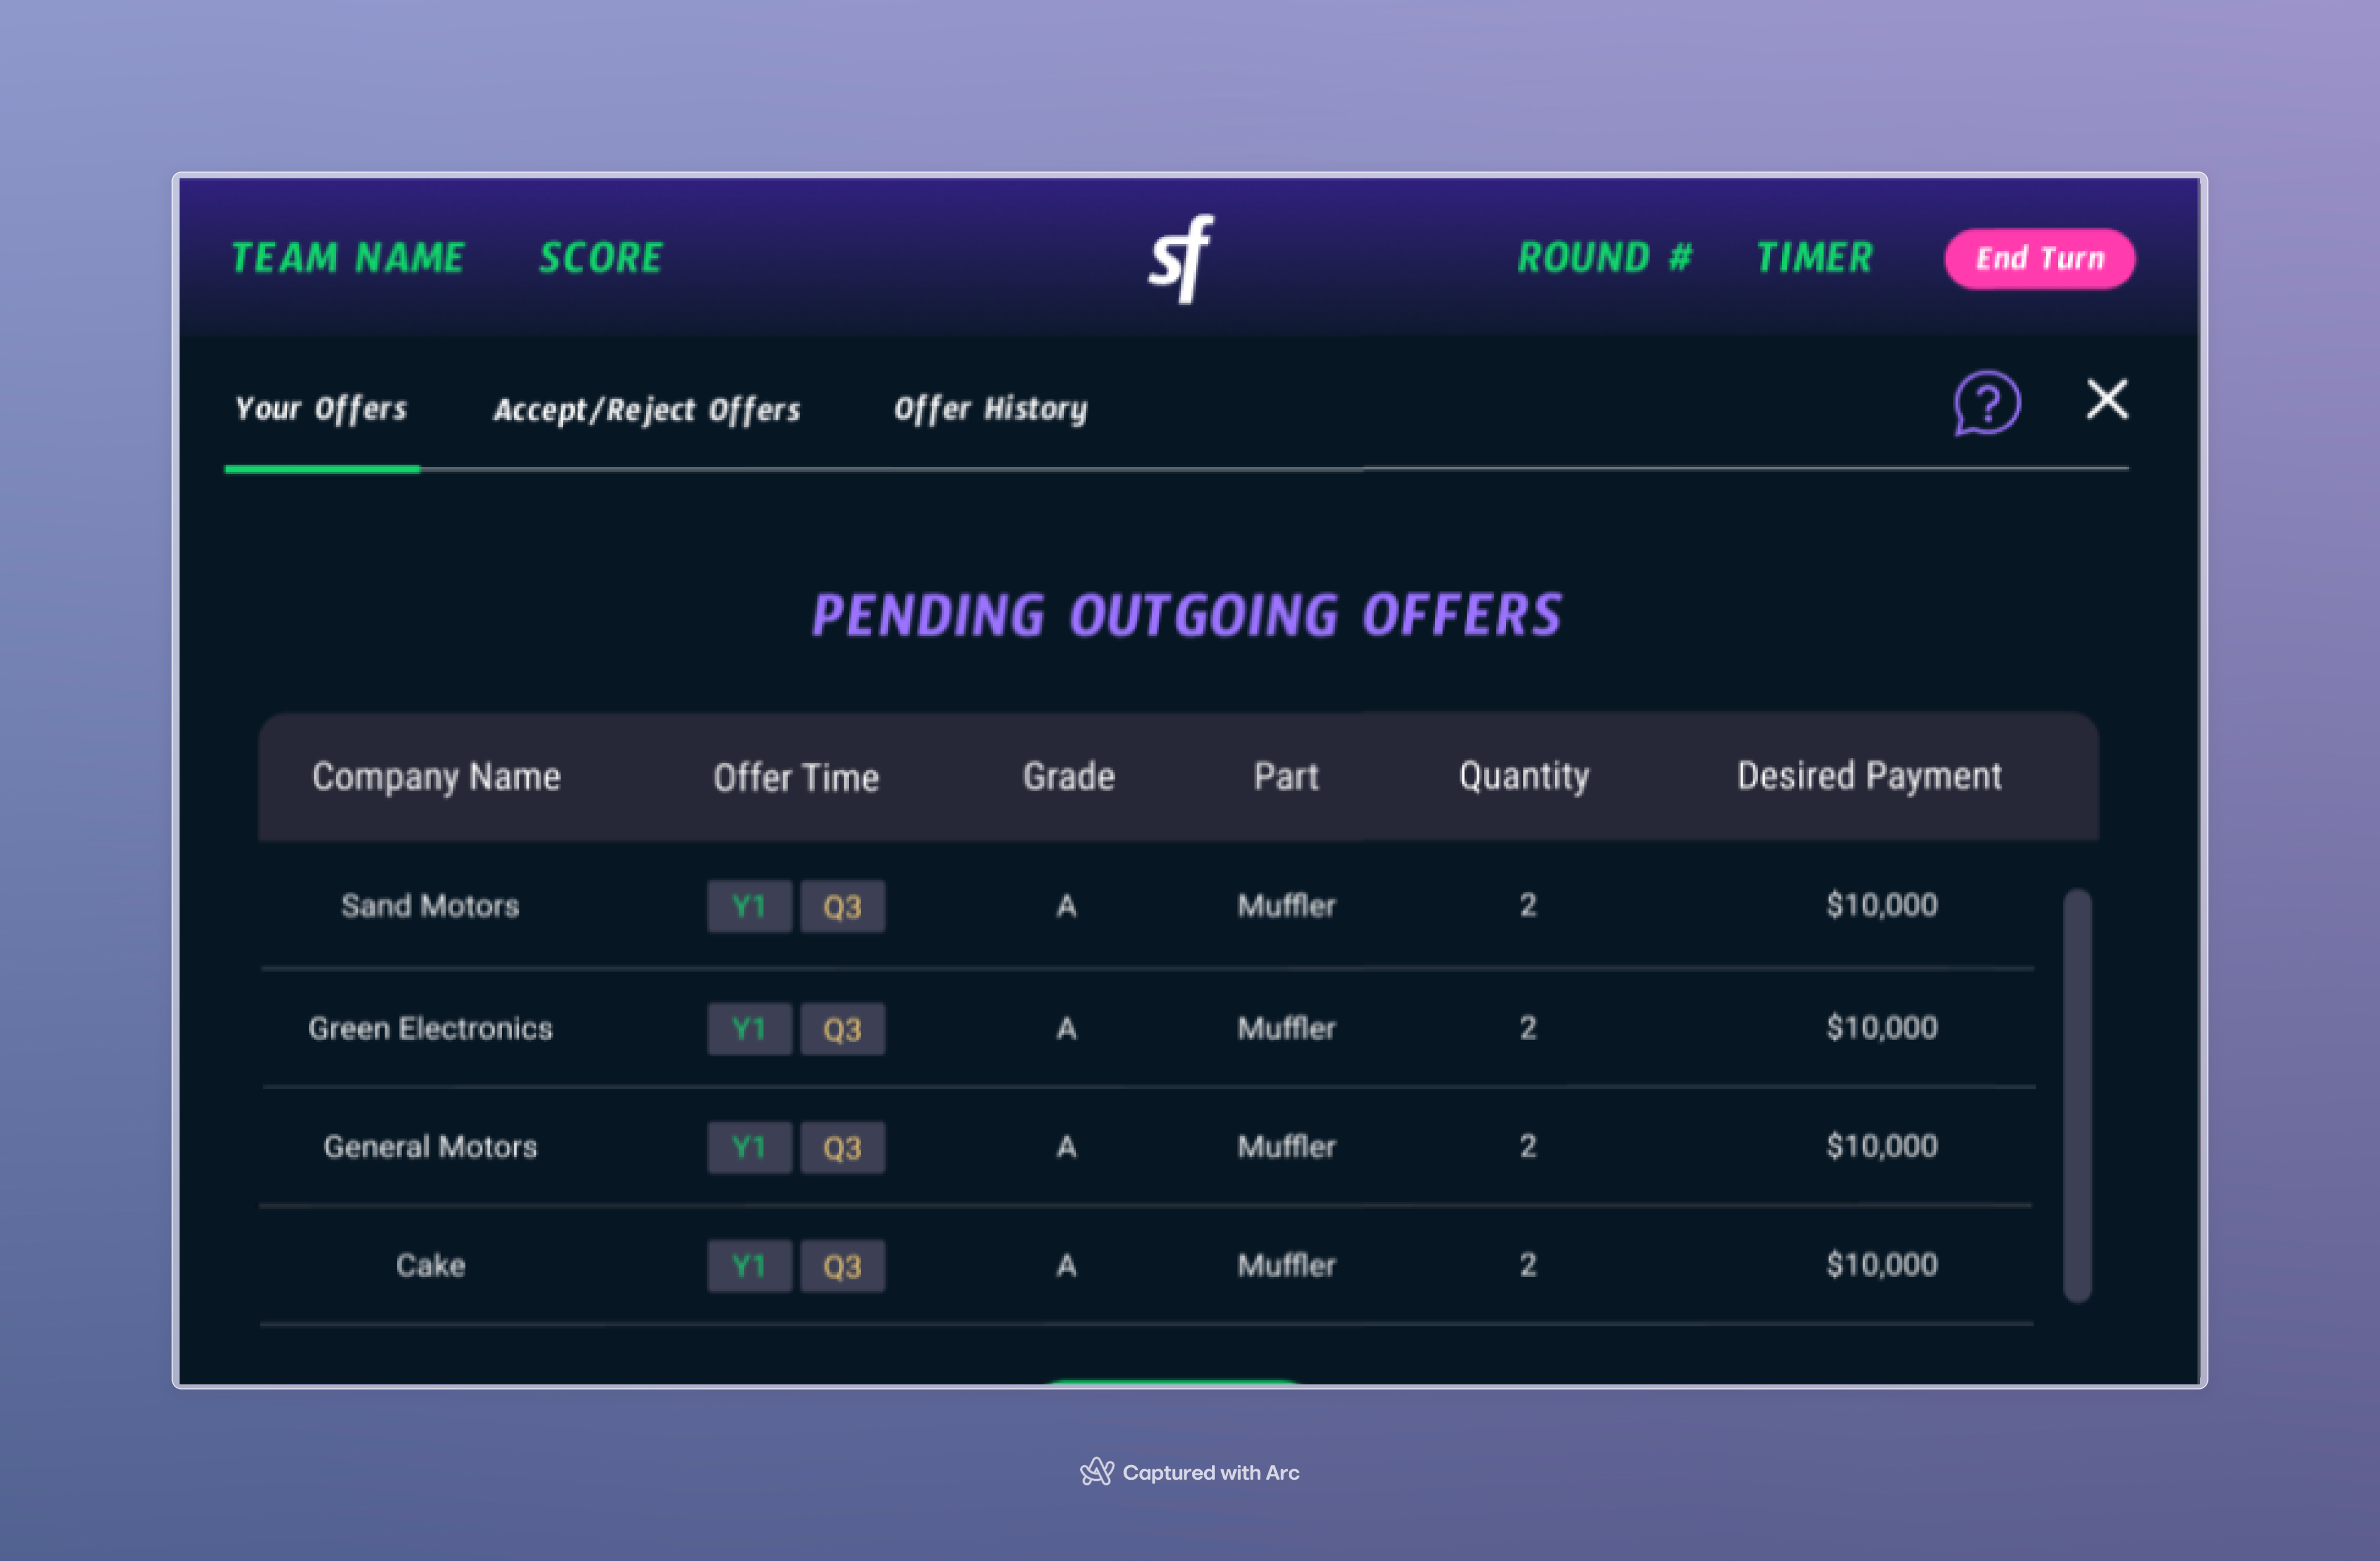 TEAM NAME SCORE sf ROUND # TIMER End Turn
Your Offers Accept/Reject Offers Offer History ?
PENDING OUTGOING OFFERS
Company Name Offer Time Grade Part Quantity Desired Payment
Sand Motors Y1 Q3 A Muffler 2 $10,000
Green Electronics Y1 Q3 A Muffler 2 $10,000
General Motors Y1 Q3 A Muffler 2 $10,000
Cake Y1 Q3 A Muffler 2 $10,000
Captured with Arc